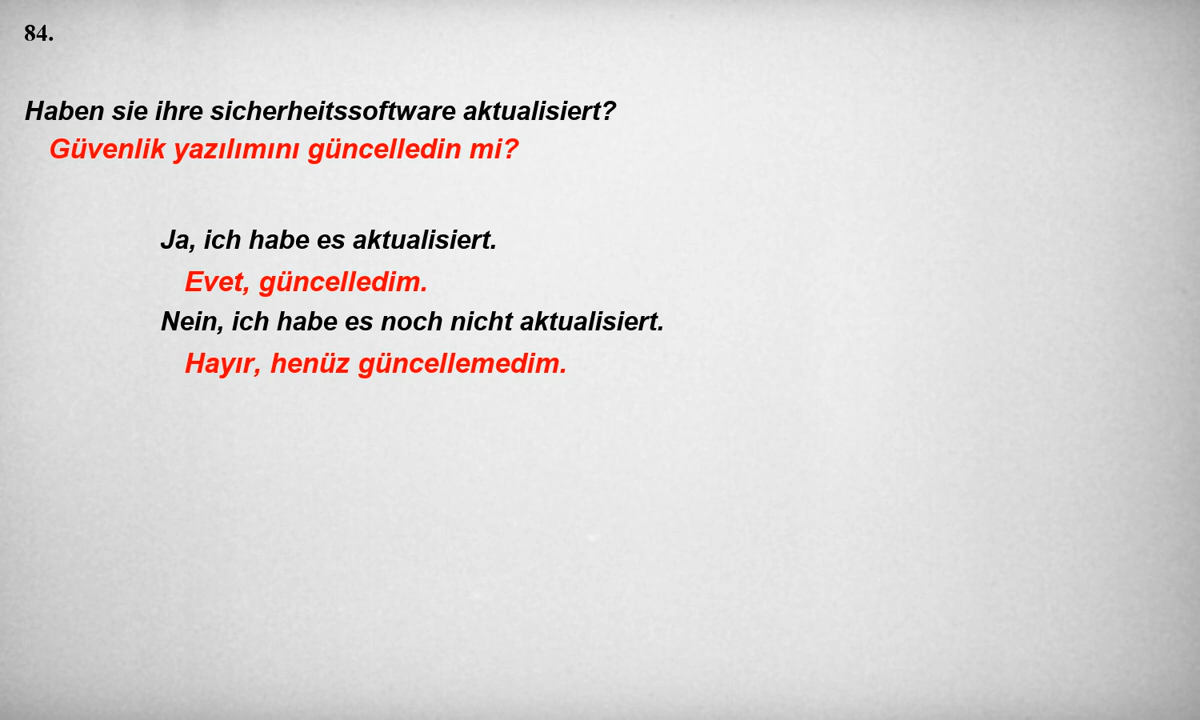 84.
Haben sie ihre sicherheitssoftware aktualisiert?
Güvenlik yazılımını güncelledin mi?
Ja, ich habe es aktualisiert.
Evet, güncelledim.
Nein, ich habe es noch nicht aktualisiert.
Hayır, henüz güncellemedim.